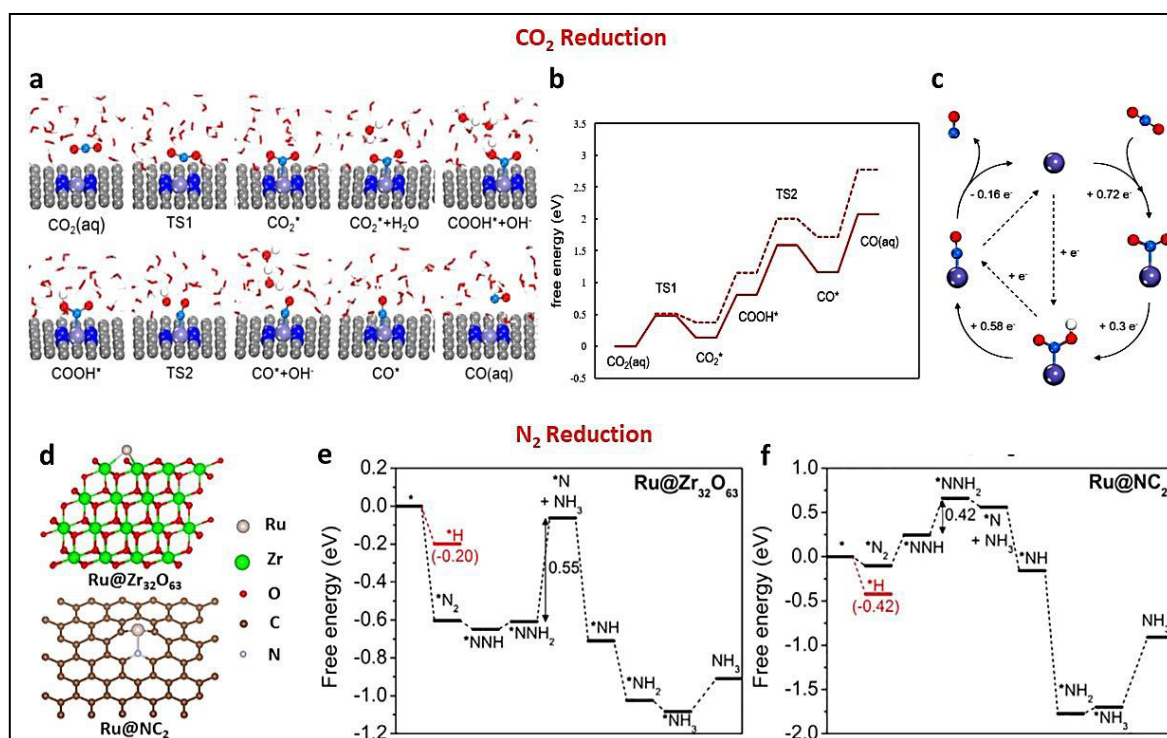 CO₂ Reduction
a
CO₂(aq)
TS1
CO₂*
CO₂*+H₂O
COOH*+OH⁻
COOH*
TS2
CO*+OH⁻
CO*
CO(aq)
b
free energy (eV)
3.5
3
2.5
2
1.5
1
0.5
0
-0.5
CO₂(aq)
TS1
CO₂*
COOH*
TS2
CO*
CO(aq)
c
- 0.16 e⁻
+ 0.72 e⁻
+ e⁻
+ e⁻
+ 0.58 e⁻
+ 0.3 e⁻
N₂ Reduction
d
Ru@Zr₃₂O₆₃
Ru@NC₂
Ru
Zr
O
C
N
e
Free energy (eV)
0.2
0.0
-0.2
-0.4
-0.6
-0.8
-1.0
-1.2
Ru@Zr₃₂O₆₃
*
*H
(-0.20)
*N₂
*NNH
*NNH₂
*N
+ NH₃
0.55
*NH
*NH₂
*NH₃
NH₃
f
Free energy (eV)
1.0
0.5
0.0
-0.5
-1.0
-1.5
-2.0
Ru@NC₂
*
*N₂
*H
(-0.42)
*NNH
*NNH₂
0.42
*N
+ NH₃
*NH
*NH₂
*NH₃